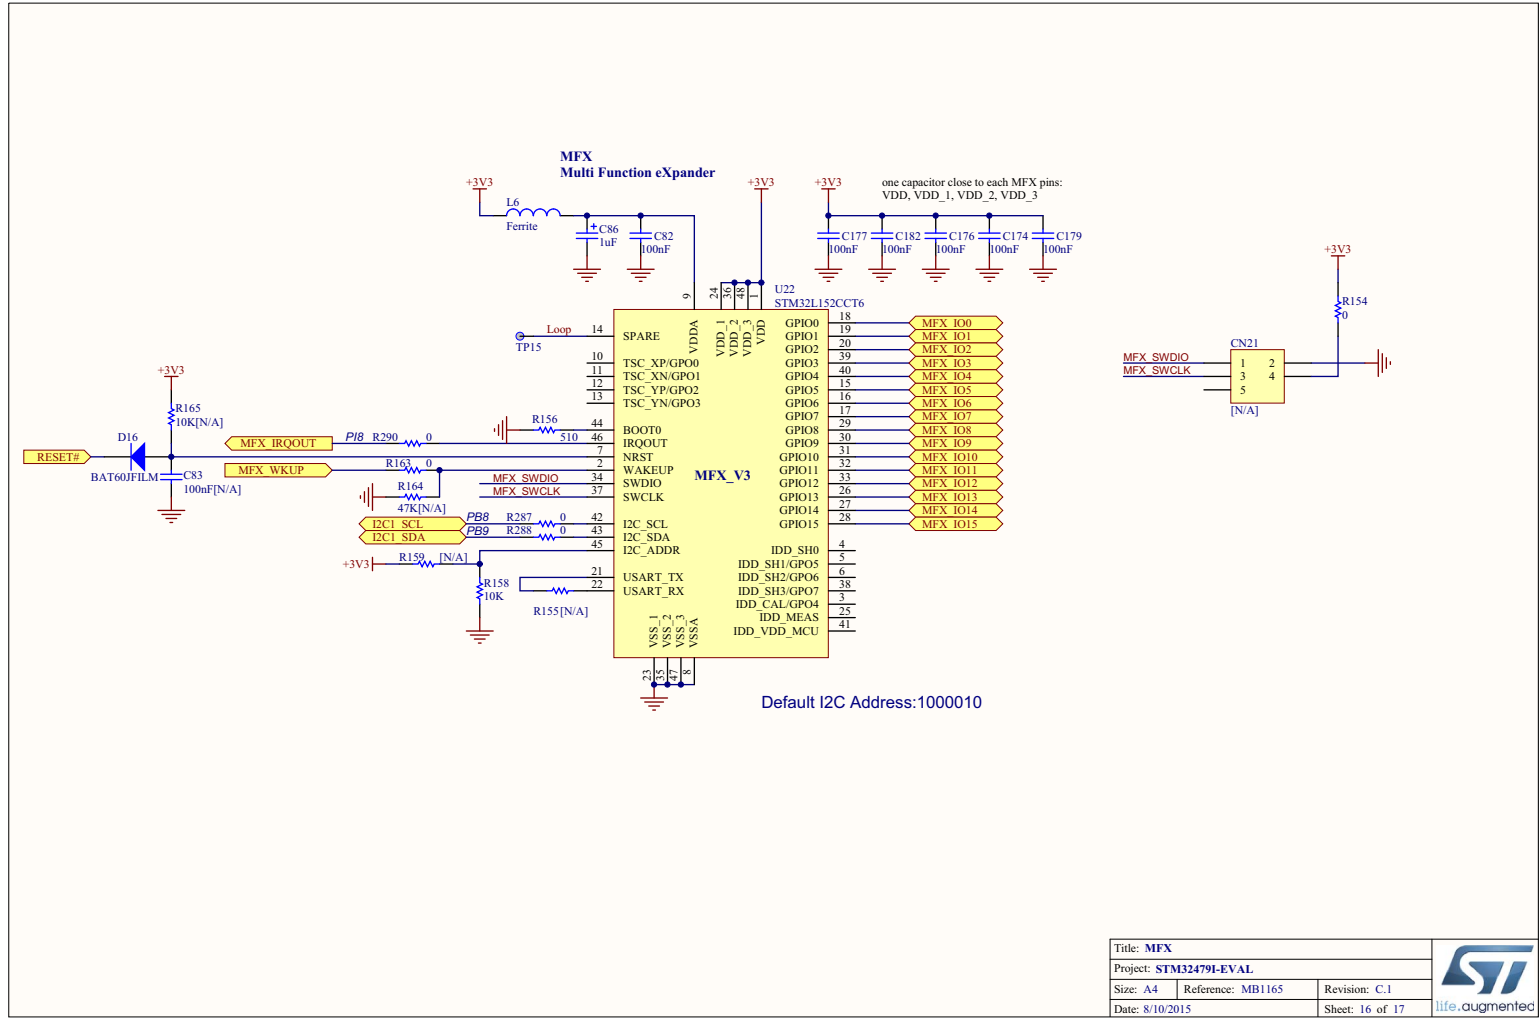 MFX
Multi Function eXpander
+3V3
+3V3
+3V3
one capacitor close to each MFX pins:
VDD, VDD_1, VDD_2, VDD_3
L6
Ferrite
C86
1uF
C82
100nF
C177
100nF
C182
100nF
C176
100nF
C174
100nF
C179
100nF
9
24
36
48
1
U22
STM32L152CCT6
VDDA
VDD_1
VDD_2
VDD_3
VDD
TP15
Loop
14 SPARE
10 TSC_XP/GPO0
11 TSC_XN/GPO1
12 TSC_YP/GPO2
13 TSC_YN/GPO3
R156
510
44 BOOT0
46 IRQOUT
7 NRST
2 WAKEUP
34 SWDIO
37 SWCLK
42 I2C_SCL
43 I2C_SDA
45 I2C_ADDR
21 USART_TX
22 USART_RX
MFX_V3
GPIO0 18 MFX_IO0
GPIO1 19 MFX_IO1
GPIO2 20 MFX_IO2
GPIO3 39 MFX_IO3
GPIO4 40 MFX_IO4
GPIO5 15 MFX_IO5
GPIO6 16 MFX_IO6
GPIO7 17 MFX_IO7
GPIO8 29 MFX_IO8
GPIO9 30 MFX_IO9
GPIO10 31 MFX_IO10
GPIO11 32 MFX_IO11
GPIO12 33 MFX_IO12
GPIO13 26 MFX_IO13
GPIO14 27 MFX_IO14
GPIO15 28 MFX_IO15
IDD_SH0 4
IDD_SH1/GPO5 5
IDD_SH2/GPO6 6
IDD_SH3/GPO7 38
IDD_CAL/GPO4 3
IDD_MEAS 25
IDD_VDD_MCU 41
VSS_1
VSS_2
VSS_3
VSSA
23
35
47
8
+3V3
R165
10K[N/A]
D16
BAT60JFILM
RESET#
C83
100nF[N/A]
MFX_IRQOUT PI8 R290 0
MFX_WKUP R163 0
R164
47K[N/A]
MFX_SWDIO
MFX_SWCLK
I2C1_SCL PB8 R287 0
I2C1_SDA PB9 R288 0
+3V3 R159 [N/A]
R158
10K
R155[N/A]
Default I2C Address:1000010
+3V3
R154
0
CN21
MFX_SWDIO
MFX_SWCLK
1 2
3 4
5
[N/A]
Title: MFX
Project: STM32479I-EVAL
Size: A4 Reference: MB1165 Revision: C.1
Date: 8/10/2015 Sheet: 16 of 17
ST
life.augmented